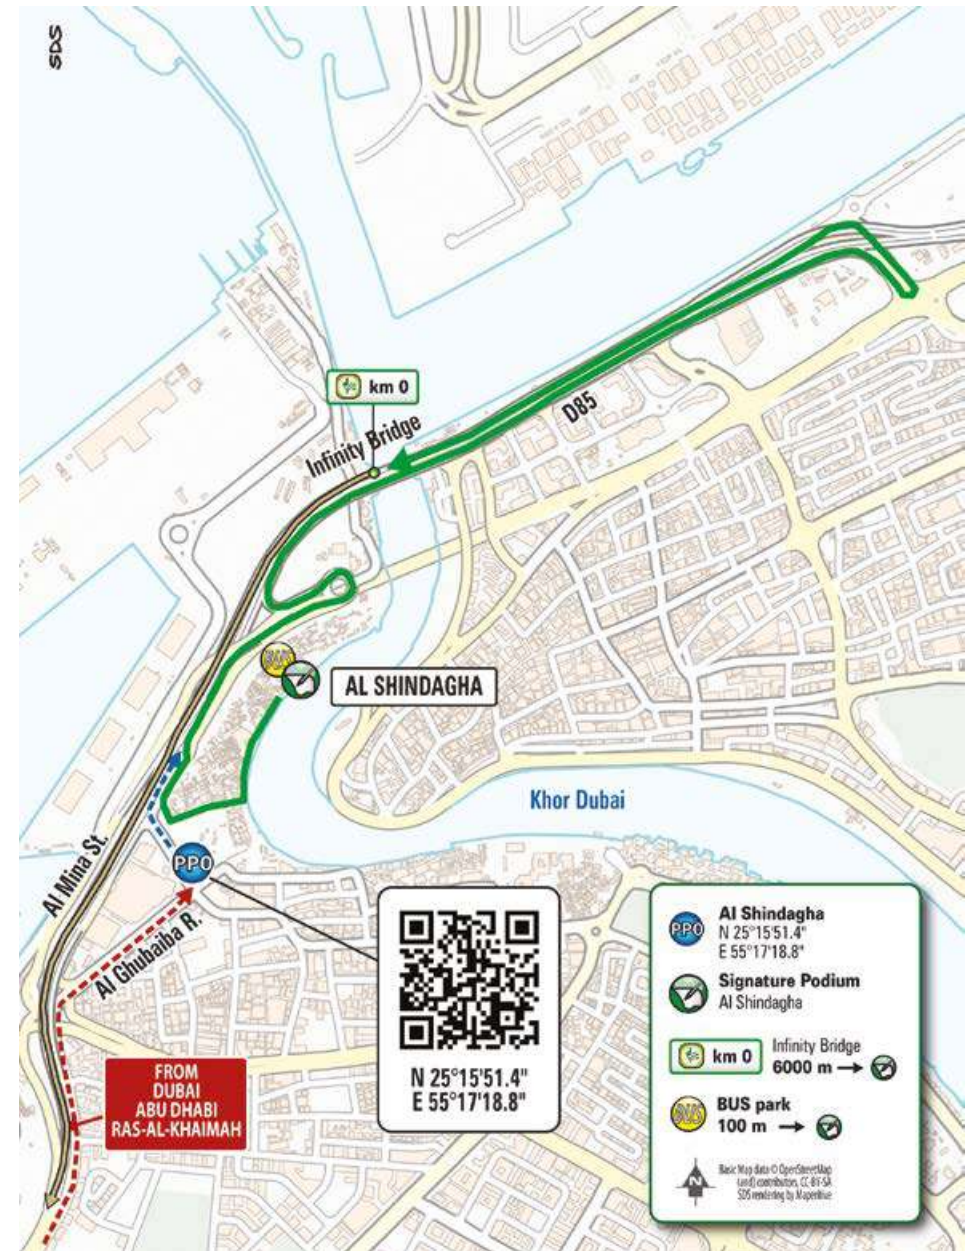 SDS
km 0
Infinity Bridge
D85
BUS
AL SHINDAGHA
Khor Dubai
Al Mina St.
PPO
Al Ghubaiba R.
FROM
DUBAI
ABU DHABI
RAS-AL-KHAIMAH
N 25°15'51.4"
E 55°17'18.8"
PPO
Al Shindagha
N 25°15'51.4"
E 55°17'18.8"
Signature Podium
Al Shindagha
km 0
Infinity Bridge
6000 m
BUS
BUS park
100 m
N
Basic Map data © OpenStreetMap
(and) contributors, CC-BY-SA
SDS rendering by Maperitive